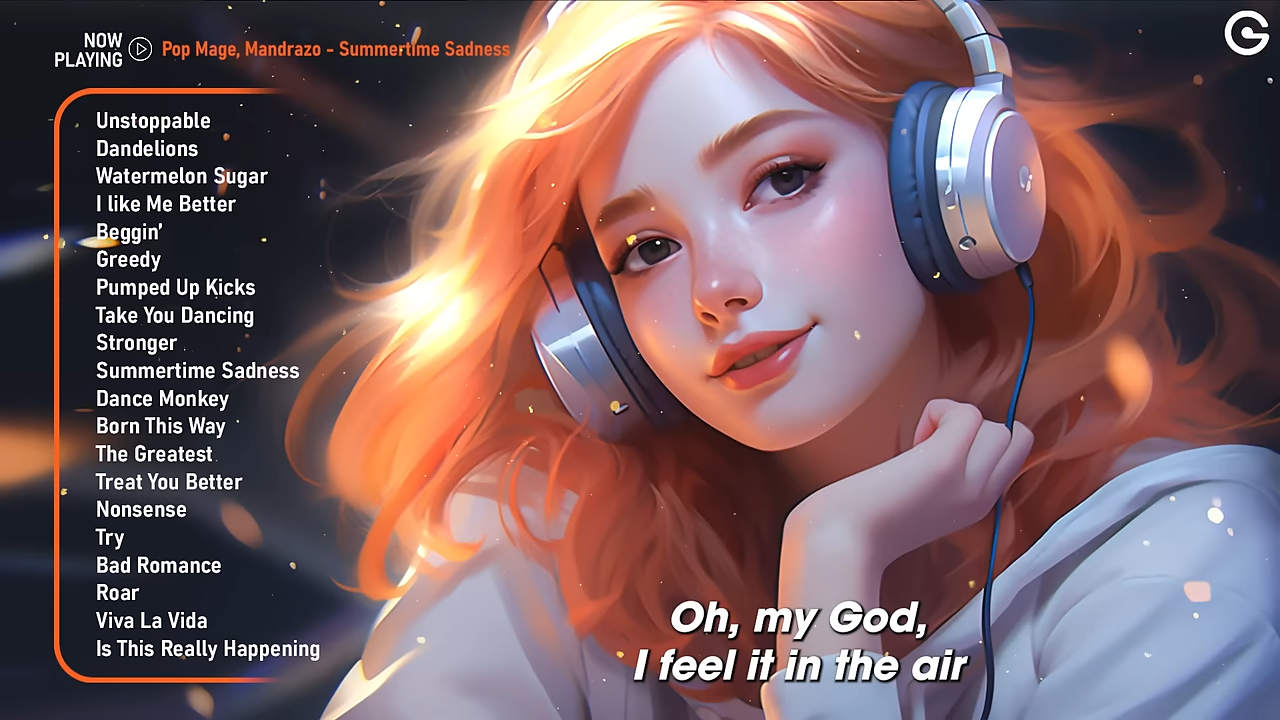 NOW
PLAYING
Pop Mage, Mandrazo - Summertime Sadness
Unstoppable
Dandelions
Watermelon Sugar
I like Me Better
Beggin’
Greedy
Pumped Up Kicks
Take You Dancing
Stronger
Summertime Sadness
Dance Monkey
Born This Way
The Greatest
Treat You Better
Nonsense
Try
Bad Romance
Roar
Viva La Vida
Is This Really Happening
Oh, my God,
I feel it in the air